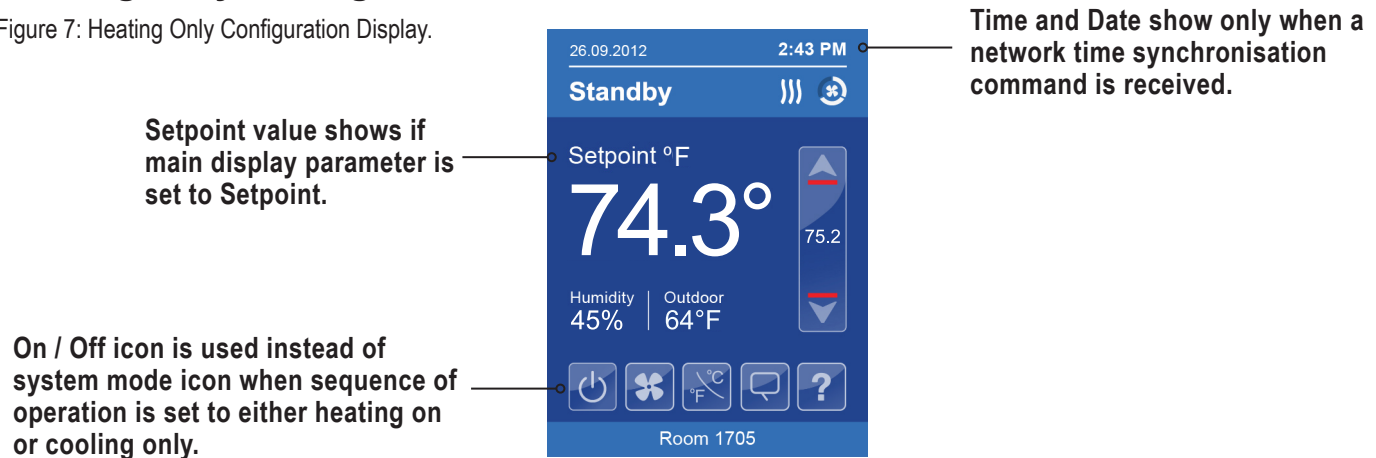 Figure 7: Heating Only Configuration Display.
Time and Date show only when a
network time synchronisation
command is received.
26.09.2012 2:43 PM
Standby
Setpoint value shows if
main display parameter is
set to Setpoint.
Setpoint °F
74.3°
75.2
Humidity Outdoor
45% 64°F
On / Off icon is used instead of
system mode icon when sequence of
operation is set to either heating on
or cooling only.
°F °C
?
Room 1705